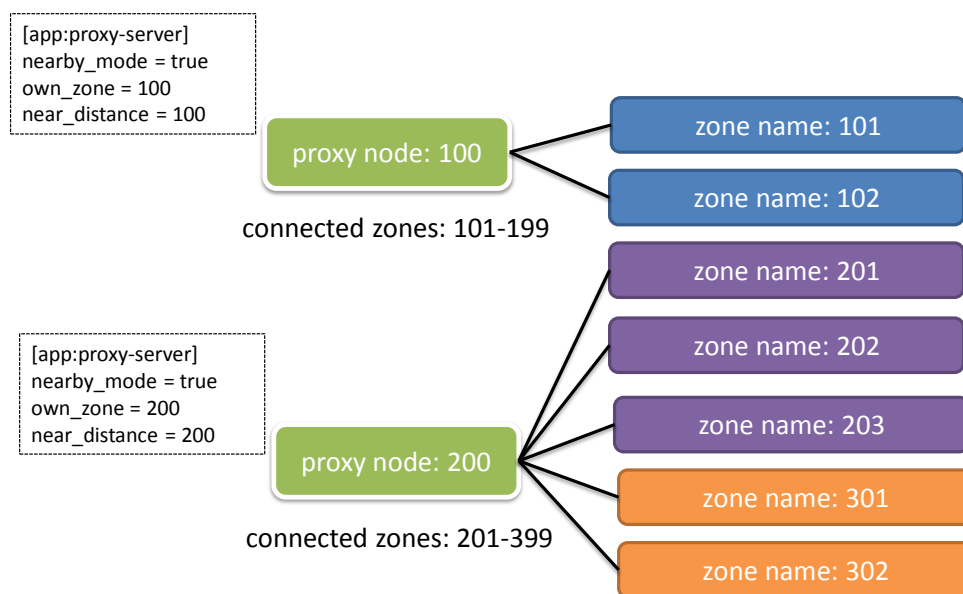 [app:proxy-server]
nearby_mode = true
own_zone = 100
near_distance = 100
proxy node: 100
connected zones: 101-199
zone name: 101
zone name: 102
zone name: 201
zone name: 202
zone name: 203
zone name: 301
zone name: 302
[app:proxy-server]
nearby_mode = true
own_zone = 200
near_distance = 200
proxy node: 200
connected zones: 201-399